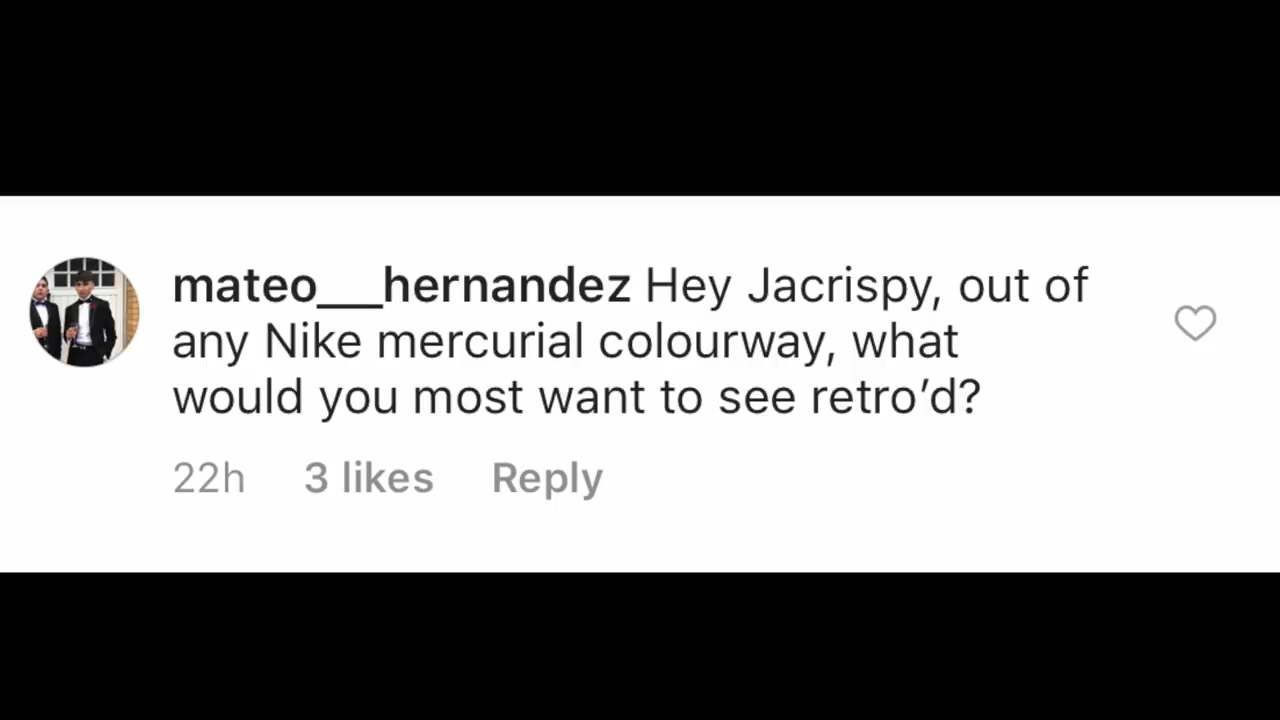 mateo___hernandez Hey Jacrispy, out of
any Nike mercurial colourway, what
would you most want to see retro’d?
22h 3 likes Reply